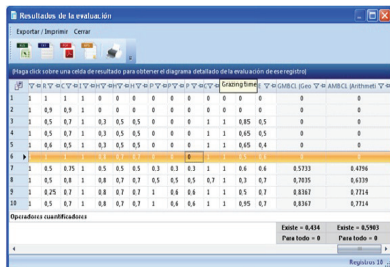 Resultados de la evaluación
Exportar / Imprimir Cerrar
(Haga click sobre una celda de resultado para obtener el diagrama detallado de la evaluación de ese registro)
Grazing time
GMBCI (Geo AMBCL (Arithmeti
1 1 1 1 1 0 0 0 0 0 0 0 0 0 0 0 0 0
2 1 0,9 0,9 1 0 0 0 0 0 0 0 0 0 0 0 0 0
3 1 0,5 0,7 1 0,3 0,5 0,5 0 0 0 0 1 1 0,85 0,5 0 0
4 1 0,5 0,7 1 0,3 0,5 0,5 0 0 0 0 1 1 0,65 0,5 0 0
5 1 0,6 0,5 1 0,3 0,5 0,5 0 0 0 0 1 1 0,65 0,4 0 0
6
7 1 0.5 0.75 1 0.5 0.5 0.5 0.3 0.3 0.3 1 1 0.6 0.6 0.5733 0.4796
8 1 0,5 0,8 1 0,8 0,7 0,7 0,5 0,5 0,5 0,7 1 0,3 0,7 0,7035 0,6339
9 1 0.25 0.7 1 0.8 0.7 0.7 1 0.6 0.6 1 1 0.5 0.7 0.8367 0.7714
10 1 0,5 0,7 1 0,8 0,7 0,7 1 0,6 0,6 1 1 0,95 0,7 0,8367 0,7714
Operadores cuantificadores
Existe = 0,434 Existe = 0,5903
Para todo = 0 Para todo = 0
Registros 10